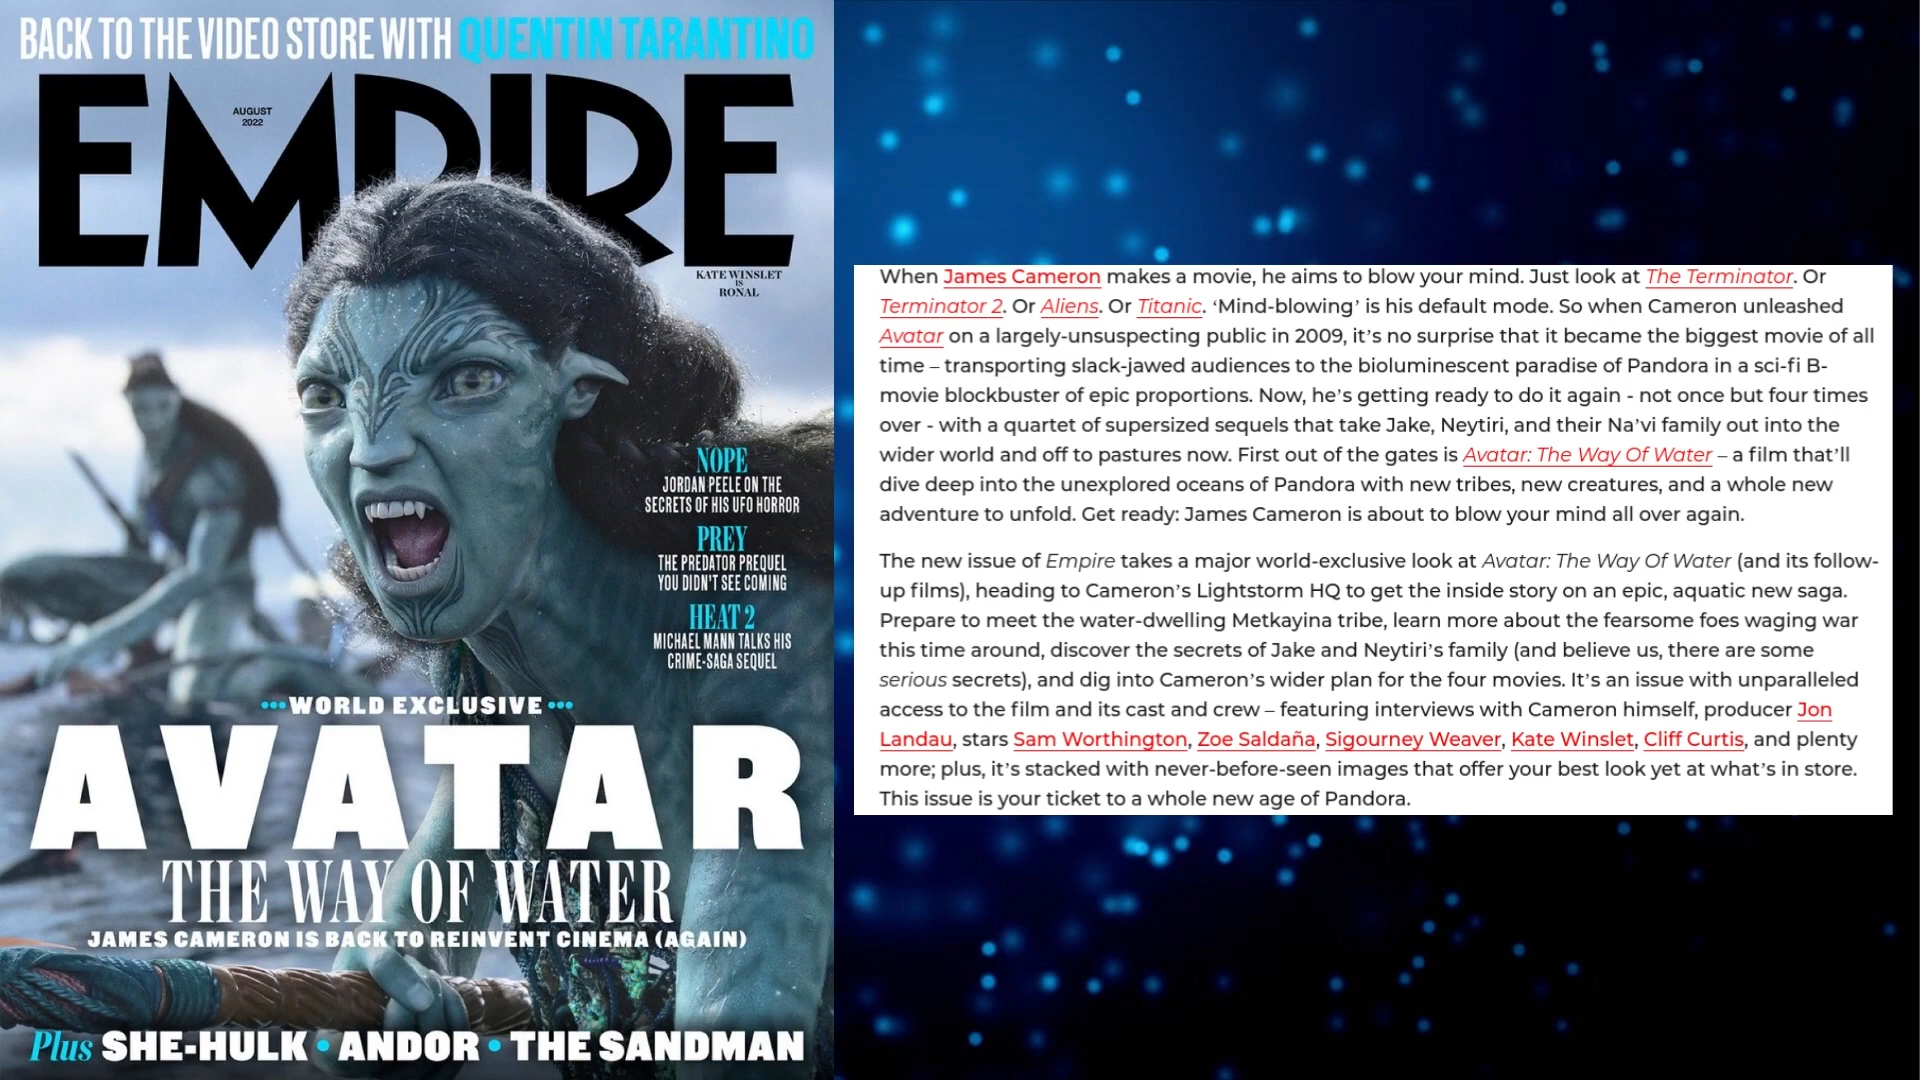 BACK TO THE VIDEO STORE WITH QUENTIN TARANTINO
EMPIRE
AUGUST
2022
KATE WINSLET
IS
RONAL
NOPE
JORDAN PEELE ON THE
SECRETS OF HIS UFO HORROR
PREY
THE PREDATOR PREQUEL
YOU DIDN'T SEE COMING
HEAT 2
MICHAEL MANN TALKS HIS
CRIME-SAGA SEQUEL
•••WORLD EXCLUSIVE•••
AVATAR
THE WAY OF WATER
JAMES CAMERON IS BACK TO REINVENT CINEMA (AGAIN)
Plus SHE-HULK • ANDOR • THE SANDMAN
When James Cameron makes a movie, he aims to blow your mind. Just look at The Terminator. Or
Terminator 2. Or Aliens. Or Titanic. ‘Mind-blowing’ is his default mode. So when Cameron unleashed
Avatar on a largely-unsuspecting public in 2009, it’s no surprise that it became the biggest movie of all
time – transporting slack-jawed audiences to the bioluminescent paradise of Pandora in a sci-fi B-
movie blockbuster of epic proportions. Now, he’s getting ready to do it again - not once but four times
over - with a quartet of supersized sequels that take Jake, Neytiri, and their Na’vi family out into the
wider world and off to pastures now. First out of the gates is Avatar: The Way Of Water – a film that’ll
dive deep into the unexplored oceans of Pandora with new tribes, new creatures, and a whole new
adventure to unfold. Get ready: James Cameron is about to blow your mind all over again.
The new issue of Empire takes a major world-exclusive look at Avatar: The Way Of Water (and its follow-
up films), heading to Cameron’s Lightstorm HQ to get the inside story on an epic, aquatic new saga.
Prepare to meet the water-dwelling Metkayina tribe, learn more about the fearsome foes waging war
this time around, discover the secrets of Jake and Neytiri’s family (and believe us, there are some
serious secrets), and dig into Cameron’s wider plan for the four movies. It’s an issue with unparalleled
access to the film and its cast and crew – featuring interviews with Cameron himself, producer Jon
Landau, stars Sam Worthington, Zoe Saldaña, Sigourney Weaver, Kate Winslet, Cliff Curtis, and plenty
more; plus, it’s stacked with never-before-seen images that offer your best look yet at what’s in store.
This issue is your ticket to a whole new age of Pandora.